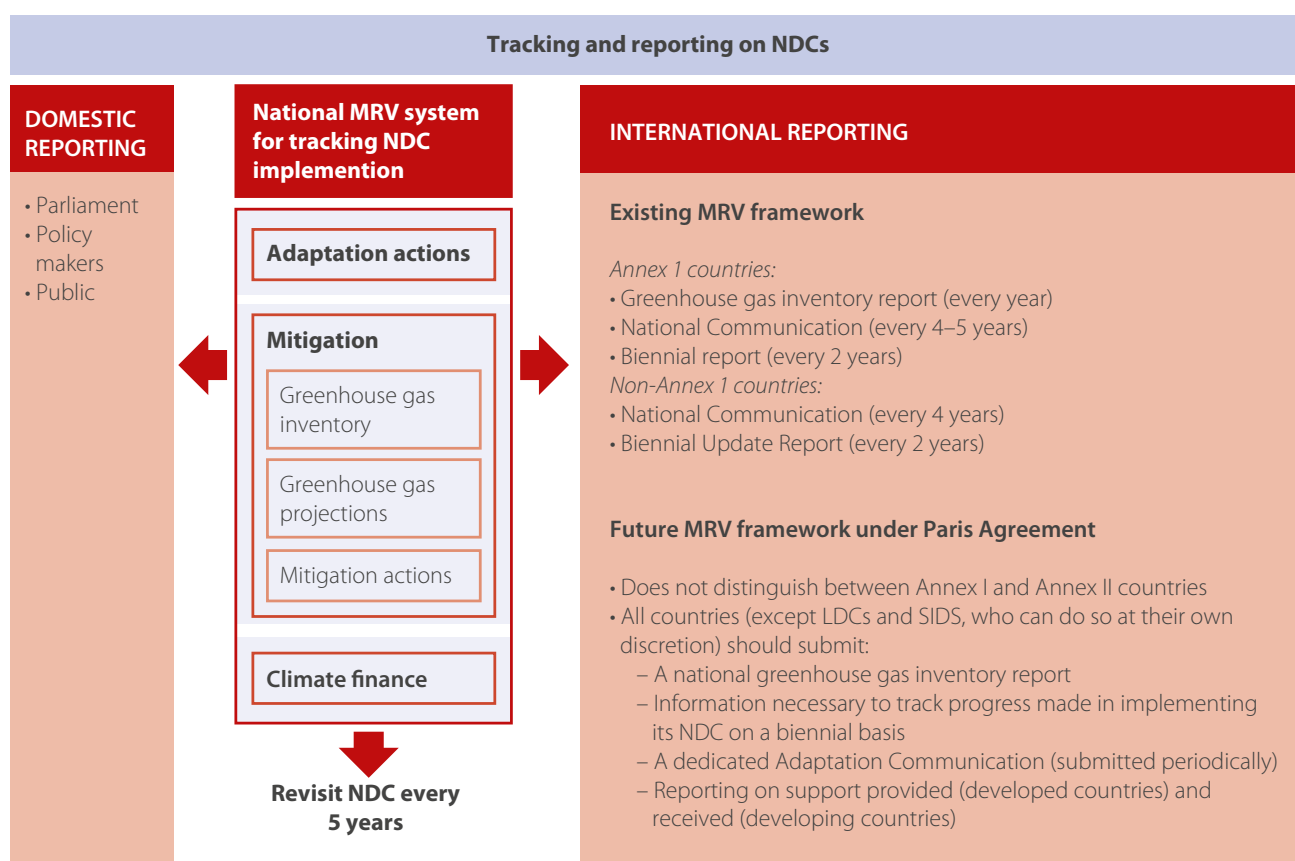 Tracking and reporting on NDCs
DOMESTIC
REPORTING
• Parliament
• Policy
makers
• Public
National MRV system
for tracking NDC
implemention
Adaptation actions
Mitigation
Greenhouse gas
inventory
Greenhouse gas
projections
Mitigation actions
Climate finance
Revisit NDC every
5 years
INTERNATIONAL REPORTING
Existing MRV framework
Annex 1 countries:
• Greenhouse gas inventory report (every year)
• National Communication (every 4–5 years)
• Biennial report (every 2 years)
Non-Annex 1 countries:
• National Communication (every 4 years)
• Biennial Update Report (every 2 years)
Future MRV framework under Paris Agreement
• Does not distinguish between Annex I and Annex II countries
• All countries (except LDCs and SIDS, who can do so at their own
discretion) should submit:
– A national greenhouse gas inventory report
– Information necessary to track progress made in implementing
its NDC on a biennial basis
– A dedicated Adaptation Communication (submitted periodically)
– Reporting on support provided (developed countries) and
received (developing countries)